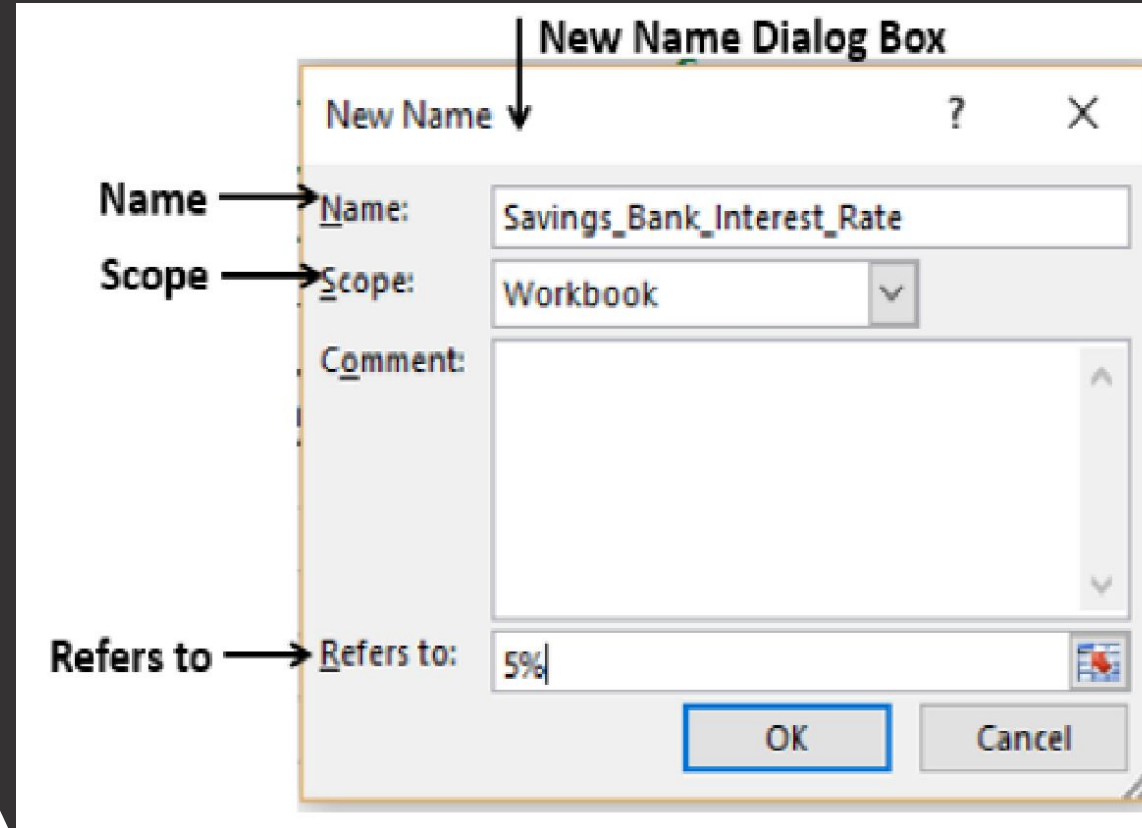 New Name Dialog Box
New Name ? X
Name Name: Savings_Bank_Interest_Rate
Scope Scope: Workbook
Comment:
Refers to Refers to: 5%
OK Cancel